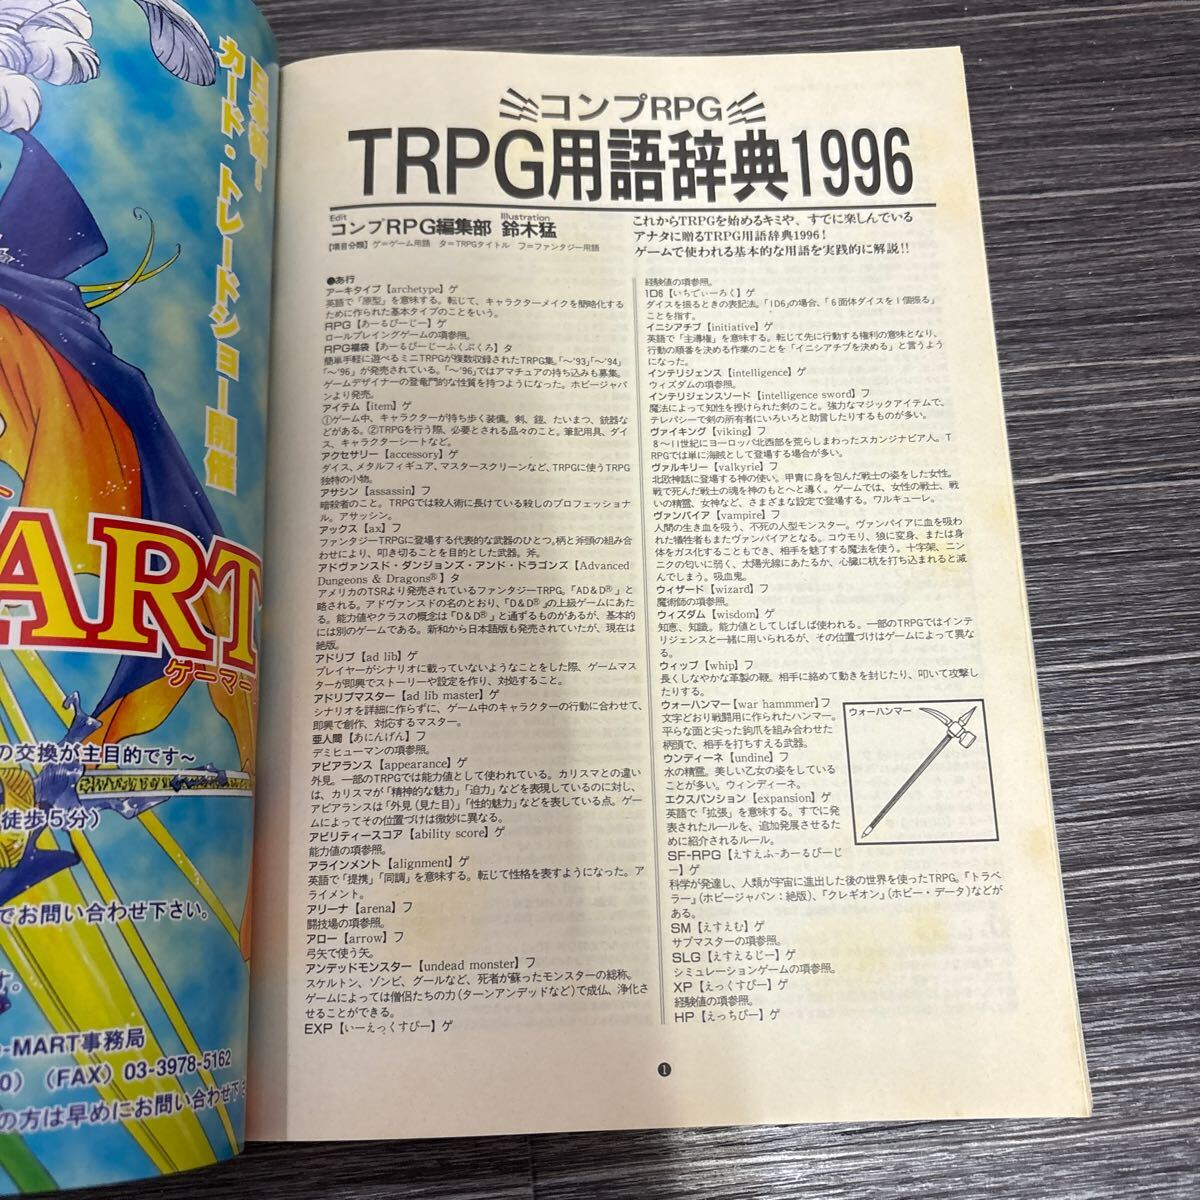 日本初!
カード・トレードショー開催
ART
ケーマー
の交換が主目的です~
徒歩5分)
でお問い合わせ下さい。
す。
-MART事務局
0) (FAX) 03-3978-5162
の方は早めにお問い合わせ下
コンプRPG
TRPG用語辞典1996
Edit
コンプRPG編集部
Illustration
鈴木猛
【項目分類】ゲ=ゲーム用語 タ=TRPGタイトル フ=ファンタジー用語
これからTRPGを始めるキミや、すでに楽しんでいる
アナタに贈るTRPG用語辞典1996!
ゲームで使われる基本的な用語を実践的に解説!!
●あ行
アーキタイプ【archetype】ゲ
英語で「原型」を意味する。転じて、キャラクターメイクを簡略化する
ために作られた基本タイプのことをいう。
RPG【あーるぴーじー】ゲ
ロールプレイングゲームの項参照。
RPG福袋【あーるぴーじーふくぶくろ】タ
簡単手軽に遊べるミニTRPGが複数収録されたTRPG集。「~'93」「~'94」
「~'96」が発売されている。「~'96」ではアマチュアの持ち込みも募集。
ゲームデザイナーの登竜門的な性質を持つようになった。ホビージャパ
ンより発売。
アイテム【item】ゲ
①ゲーム中、キャラクターが持ち歩く装備。剣、鎧、たいまつ、銃器な
どがある。②TRPGを行う際、必要とされる品々のこと。筆記用具、ダイ
ス、キャラクターシートなど。
アクセサリー【accessory】ゲ
ダイス、メタルフィギュア、マスタースクリーンなど、TRPGに使うTRPG
独特の小物。
アサシン【assassin】フ
暗殺者のこと。TRPGでは殺人術に長けている殺しのプロフェッショナ
ル。アサッシン。
アックス【ax】フ
ファンタジーTRPGに登場する代表的な武器のひとつ。柄と斧頭の組み合
わせにより、叩き切ることを目的とした武器。斧。
アドヴァンスド・ダンジョンズ・アンド・ドラゴンズ【Advanced
Dungeons & Dragons®】タ
アメリカのTSRより発売されているファンタジーTRPG。「AD&D®」と
略される。アドヴァンスドの名のとおり、「D&D®」の上級ゲームにあた
る。能力値やクラスの概念は「D&D®」と通ずるものがあるが、基本的
には別のゲームである。新和から日本語版も発売されていたが、現在は
絶版。
アドリブ【ad lib】ゲ
プレイヤーがシナリオに載っていないようなことをした際、ゲームマス
ターが即興でストーリーや設定を作り、対処すること。
アドリブマスター【ad lib master】ゲ
シナリオを詳細に作らずに、ゲーム中のキャラクターの行動に合わせて、
即興で創作、対応するマスター。
亜人間【あにんげん】フ
デミヒューマンの項参照。
アピアランス【appearance】ゲ
外見。一部のTRPGでは能力値として使われている。カリスマとの違い
は、カリスマが「精神的な魅力」「迫力」などを表現しているのに対し、
アピアランスは「外見(見た目)」「性的魅力」などを表している点。ゲー
ムによってその位置づけは微妙に異なる。
アビリティースコア【ability score】ゲ
能力値の項参照。
アラインメント【alignment】ゲ
英語で「提携」「同調」を意味する。転じて性格を表すようになった。ア
ライメント。
アリーナ【arena】フ
闘技場の項参照。
アロー【arrow】フ
弓矢で使う矢。
アンデッドモンスター【undead monster】フ
スケルトン、ゾンビ、グールなど、死者が蘇ったモンスターの総称。
ゲームによっては僧侶たちの力(ターンアンデッドなど)で成仏、浄化さ
せることができる。
EXP【いーえっくすぴー】ゲ
経験値の項参照。
1D6【いちでぃーろく】ゲ
ダイスを振るときの表記法。「1D6」の場合、「6面体ダイスを1個振る」
ことを指す。
イニシアチブ【initiative】ゲ
英語で「主導権」を意味する。転じて先に行動する権利の意味となり、
行動の順番を決める作業のことを「イニシアチブを決める」と言うよう
になった。
インテリジェンス【intelligence】ゲ
ウィズダムの項参照。
インテリジェンスソード【intelligence sword】フ
魔法によって知性を授けられた剣のこと。強力なマジックアイテムで、
テレパシーで剣の所有者にいろいろと助言したりするものが多い。
ヴァイキング【viking】フ
8~11世紀にヨーロッパ北西部を荒らしまわったスカンジナビア人。T
RPGでは単に海賊として登場する場合が多い。
ヴァルキリー【valkyrie】フ
北欧神話に登場する神の使い。甲冑に身を包んだ戦士の姿をした女性。
戦で死んだ戦士の魂を神のもとへと導く。ゲームでは、女性の戦士、戦
いの精霊、女神など、さまざまな設定で登場する。ワルキューレ。
ヴァンパイア【vampire】フ
人間の生き血を吸う、不死の人型モンスター。ヴァンパイアに血を吸わ
れた犠牲者もまたヴァンパイアとなる。コウモリ、狼に変身、または身
体をガス化することもでき、相手を魅了する魔法を使う。十字架、ニン
ニクの匂いに弱く、太陽光線にあたるか、心臓に杭を打ち込まれると滅
んでしまう。吸血鬼。
ウィザード【wizard】フ
魔術師の項参照。
ウィズダム【wisdom】ゲ
知恵、知識。能力値としてしばしば使われる。一部のTRPGではインテ
リジェンスと一緒に用いられるが、その位置づけはゲームによって異な
る。
ウィップ【whip】フ
長くしなやかな革製の鞭。相手に絡めて動きを封じたり、叩いて攻撃し
たりする。
ウォーハンマー【war hammmer】フ
文字どおり戦闘用に作られたハンマー。
平らな面と尖った鉤爪を組み合わせた
柄頭で、相手を打ちすえる武器。
ウンディーネ【undine】フ
水の精霊。美しい乙女の姿をしている
ことが多い。ウィンディーネ。
エクスパンション【expansion】ゲ
英語で「拡張」を意味する。すでに発
表されたルールを、追加発展させるた
めに紹介されるルール。
ウォーハンマー
SF-RPG【えすえふ-あーるぴーじ
ー】ゲ
科学が発達し、人類が宇宙に進出した後の世界を使ったTRPG。『トラベ
ラー』(ホビージャパン:絶版)、『クレギオン』(ホビー・データ)などが
ある。
SM【えすえむ】ゲ
サブマスターの項参照。
SLG【えすえるじー】ゲ
シミュレーションゲームの項参照。
XP【えっくすぴー】ゲ
経験値の項参照。
HP【えっちぴー】ゲ
1